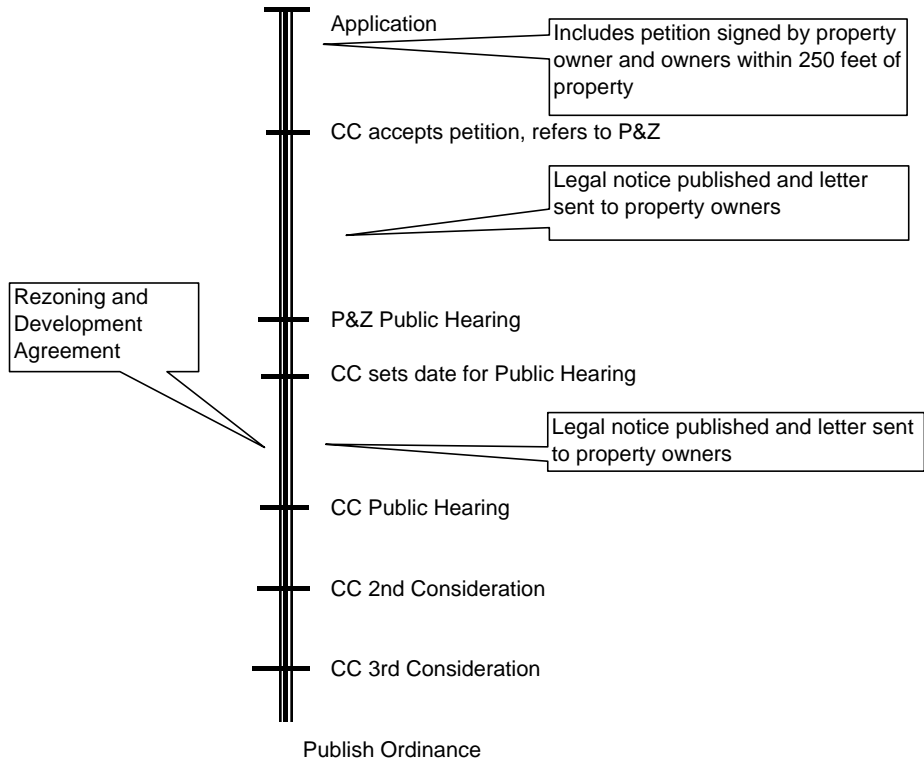 Application
Includes petition signed by property
owner and owners within 250 feet of
property
CC accepts petition, refers to P&Z
Legal notice published and letter
sent to property owners
Rezoning and
Development
Agreement
P&Z Public Hearing
CC sets date for Public Hearing
Legal notice published and letter sent
to property owners
CC Public Hearing
CC 2nd Consideration
CC 3rd Consideration
Publish Ordinance